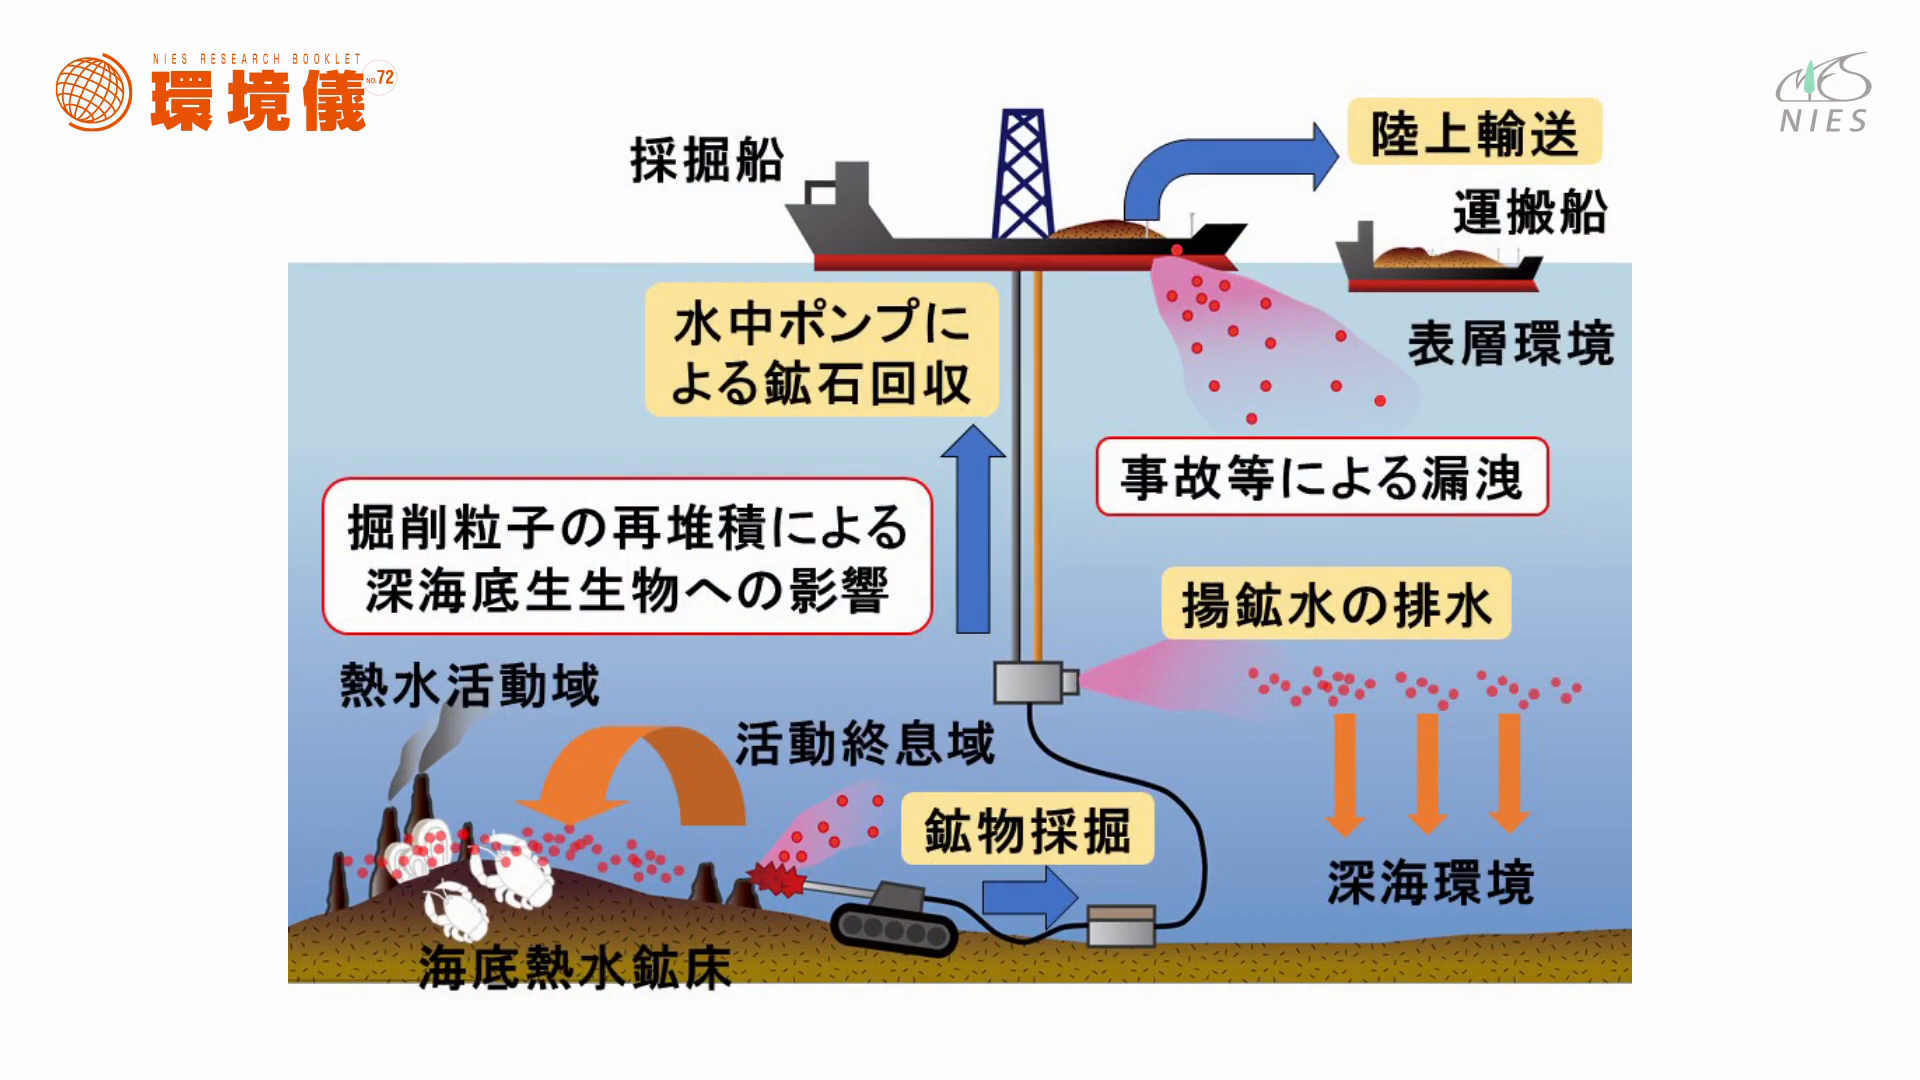 NIES RESEARCH BOOKLET
環境儀 NO.72
NIES
採掘船
陸上輸送
運搬船
水中ポンプに
よる鉱石回収
表層環境
事故等による漏洩
掘削粒子の再堆積による
深海底生生物への影響
揚鉱水の排水
熱水活動域
活動終息域
鉱物採掘
深海環境
海底熱水鉱床